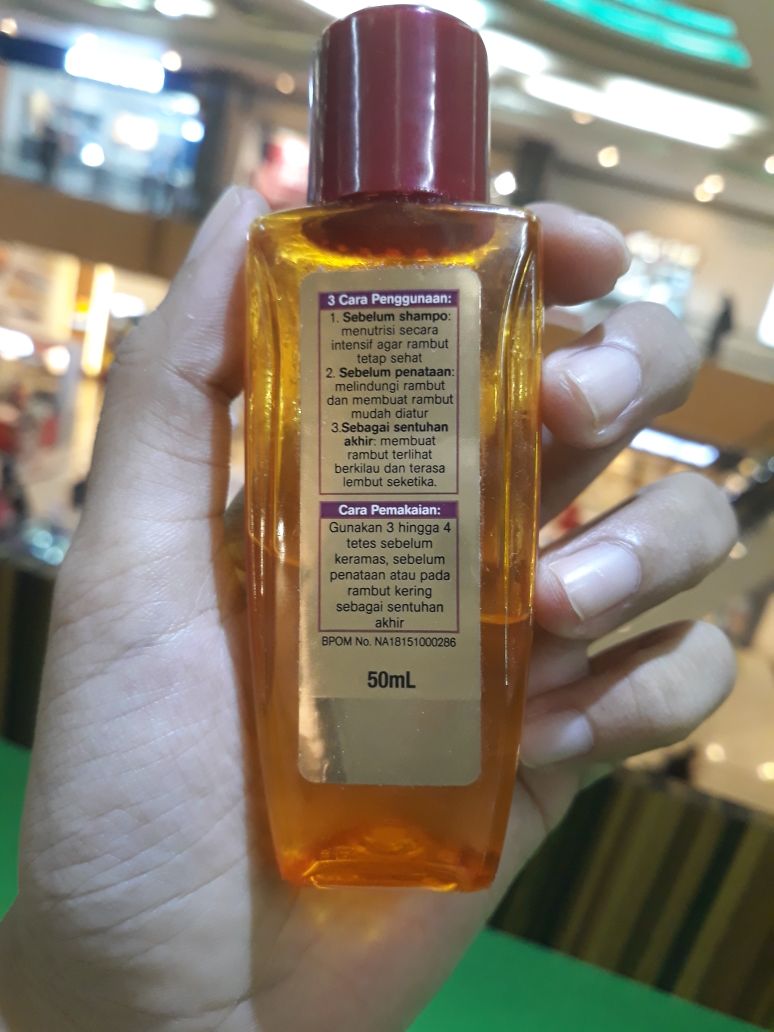 3 Cara Penggunaan:
1. Sebelum shampo:
menutrisi secara
intensif agar rambut
tetap sehat
2. Sebelum penataan:
melindungi rambut
dan membuat rambut
mudah diatur
3.Sebagai sentuhan
akhir: membuat
rambut terlihat
berkilau dan terasa
lembut seketika.
Cara Pemakaian:
Gunakan 3 hingga 4
tetes sebelum
keramas, sebelum
penataan atau pada
rambut kering
sebagai sentuhan
akhir
BPOM No. NA18151000286
50mL